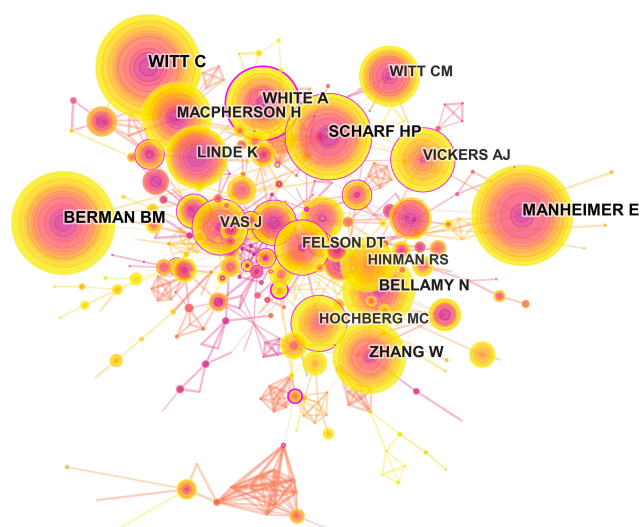 WITT C
WITT CM
WHITE A
MACPHERSON H
SCHARF HP
LINDE K
VICKERS AJ
BERMAN BM
MANHEIMER E
VAS J
FELSON DT
HINMAN RS
BELLAMY N
HOCHBERG MC
ZHANG W